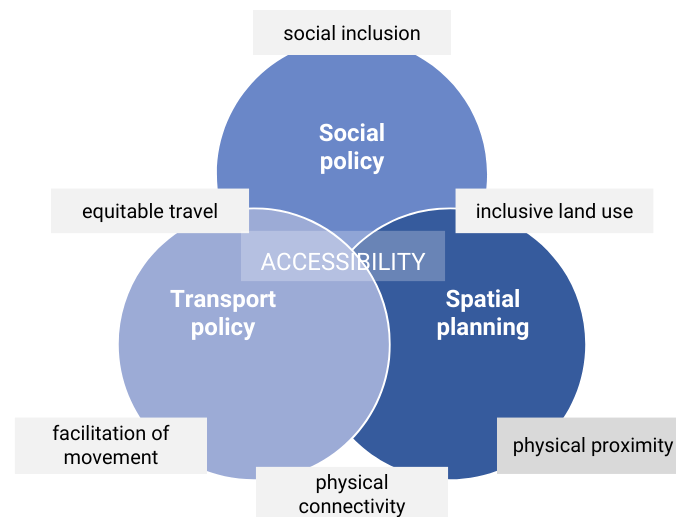 social inclusion
Social
policy
equitable travel
inclusive land use
ACCESSIBILITY
Transport
policy
Spatial
planning
facilitation of
movement
physical proximity
physical
connectivity